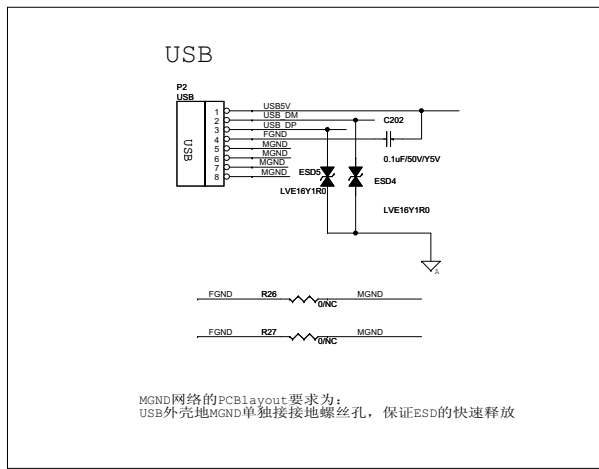 USB
P2
USB
USB
1 USB5V
2 USB_DM
3 USB_DP
4 FGND
5 MGND
6 MGND
7 MGND
8 MGND
C202
0.1uF/50V/Y5V
ESD5
LVE16Y1R0
ESD4
LVE16Y1R0
A
FGND R26 MGND
0/NC
FGND R27 MGND
0/NC
MGND网络的PCBlayout要求为：
USB外壳地MGND单独接接地螺丝孔，保证ESD的快速释放